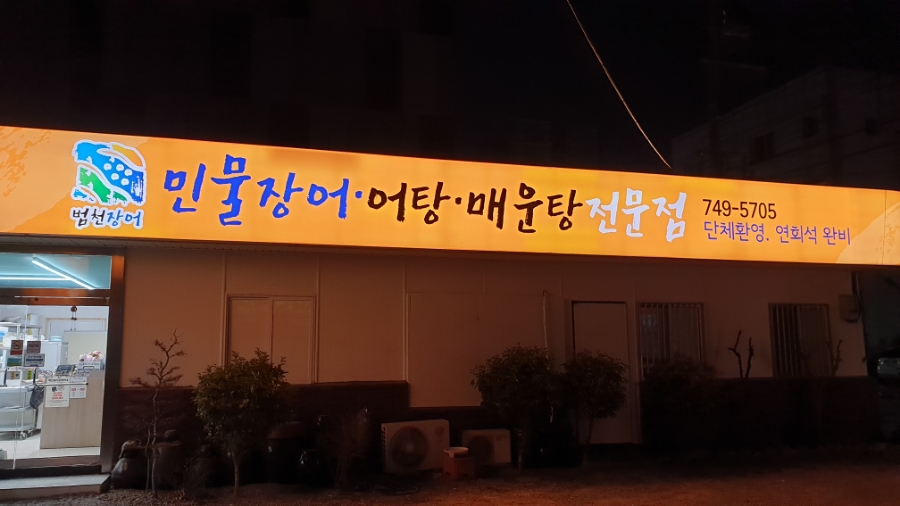 범천장어
민물장어·어탕·매운탕 전문점
749-5705
단체환영. 연회석 완비